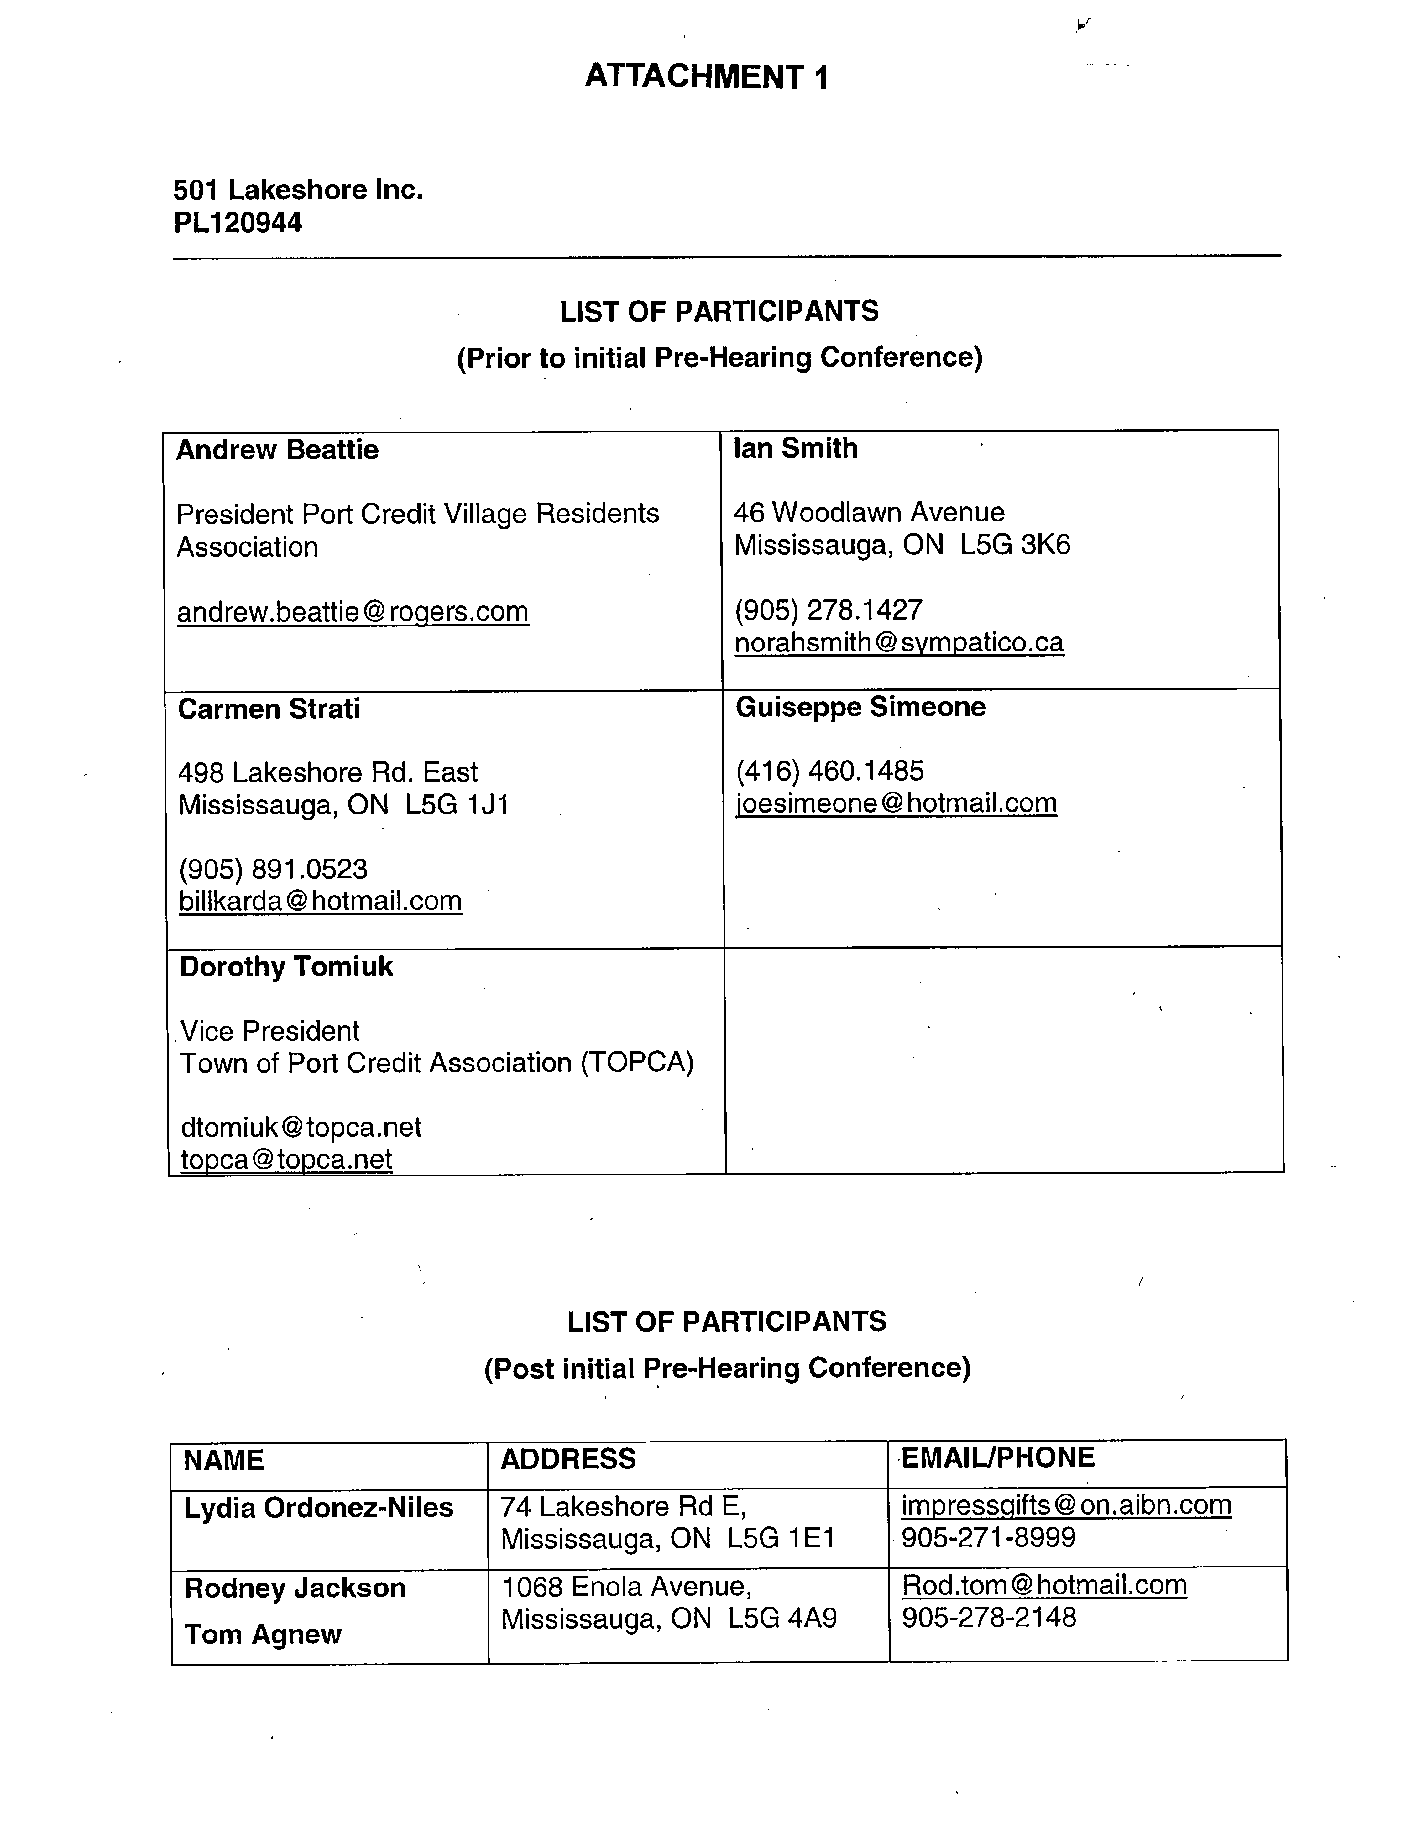 ATTACHMENT 1
501 Lakeshore Inc.
PL120944
LIST OF PARTICIPANTS
(Prior to initial Pre-Hearing Conference)
Andrew Beattie
President Port Credit Village Residents
Association
andrew.beattie@rogers.com
Ian Smith
46 Woodlawn Avenue
Mississauga, ON L5G 3K6
(905) 278.1427
norahsmith@sympatico.ca
Carmen Strati
498 Lakeshore Rd. East
Mississauga, ON L5G 1J1
(905) 891.0523
billkarda@hotmail.com
Guiseppe Simeone
(416) 460.1485
joesimeone@hotmail.com
Dorothy Tomiuk
Vice President
Town of Port Credit Association (TOPCA)
dtomiuk@topca.net
topca@topca.net
LIST OF PARTICIPANTS
(Post initial Pre-Hearing Conference)
NAME ADDRESS EMAIL/PHONE
Lydia Ordonez-Niles 74 Lakeshore Rd E, impressgifts@on.aibn.com
Mississauga, ON L5G 1E1 905-271-8999
Rodney Jackson 1068 Enola Avenue, Rod.tom@hotmail.com
Mississauga, ON L5G 4A9 905-278-2148
Tom Agnew